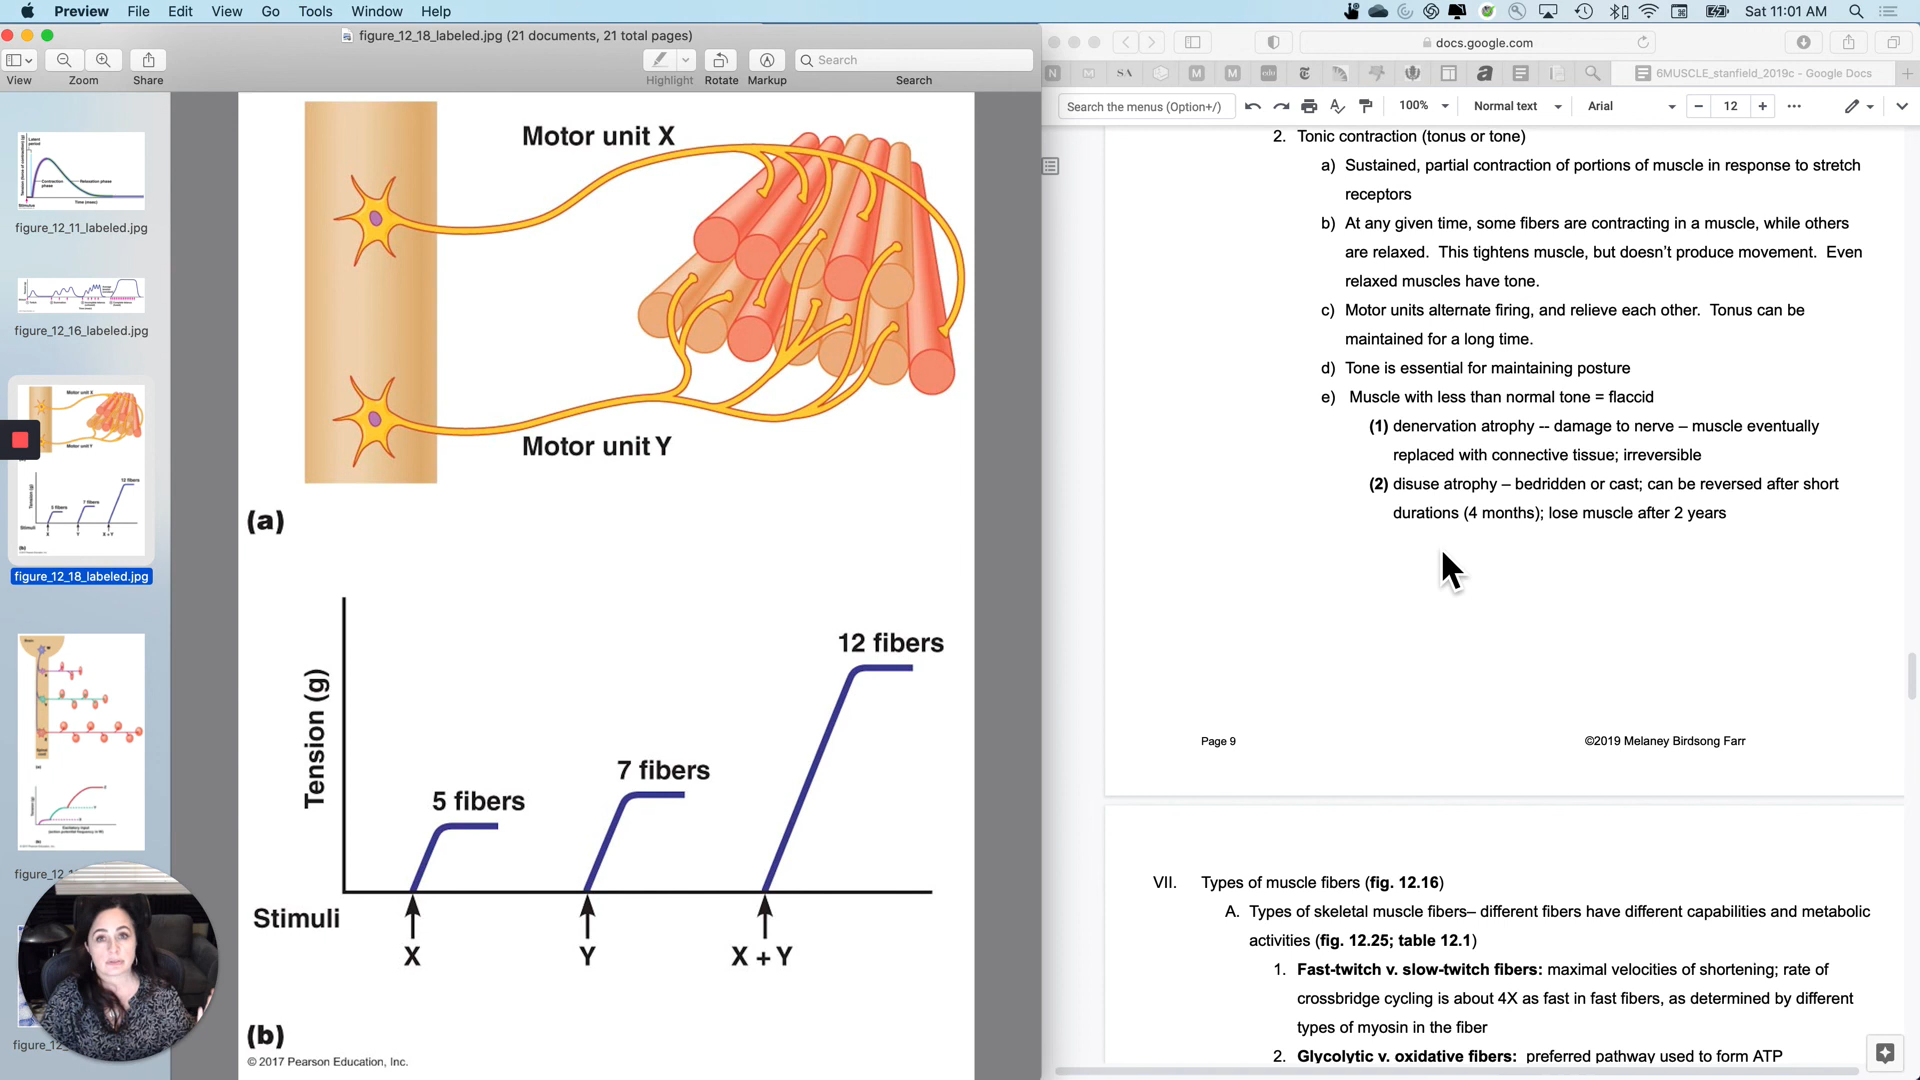 Preview File Edit View Go Tools Window Help
Sat 11:01 AM
figure_12_18_labeled.jpg (21 documents, 21 total pages)
View Zoom Share Highlight Rotate Markup Search
Search
figure_12_11_labeled.jpg
figure_12_16_labeled.jpg
figure_12_18_labeled.jpg
Motor unit X
Motor unit Y
(a)
Tension (g)
5 fibers
7 fibers
12 fibers
Stimuli
X
Y
X + Y
(b)
© 2017 Pearson Education, Inc.
docs.google.com
6MUSCLE_stanfield_2019c - Google Docs
Search the menus (Option+/)
100% Normal text Arial 12
2. Tonic contraction (tonus or tone)
a) Sustained, partial contraction of portions of muscle in response to stretch
receptors
b) At any given time, some fibers are contracting in a muscle, while others
are relaxed. This tightens muscle, but doesn't produce movement. Even
relaxed muscles have tone.
c) Motor units alternate firing, and relieve each other. Tonus can be
maintained for a long time.
d) Tone is essential for maintaining posture
e) Muscle with less than normal tone = flaccid
(1) denervation atrophy -- damage to nerve – muscle eventually
replaced with connective tissue; irreversible
(2) disuse atrophy – bedridden or cast; can be reversed after short
durations (4 months); lose muscle after 2 years
Page 9
©2019 Melaney Birdsong Farr
VII. Types of muscle fibers (fig. 12.16)
A. Types of skeletal muscle fibers– different fibers have different capabilities and metabolic
activities (fig. 12.25; table 12.1)
1. Fast-twitch v. slow-twitch fibers: maximal velocities of shortening; rate of
crossbridge cycling is about 4X as fast in fast fibers, as determined by different
types of myosin in the fiber
2. Glycolytic v. oxidative fibers: preferred pathway used to form ATP